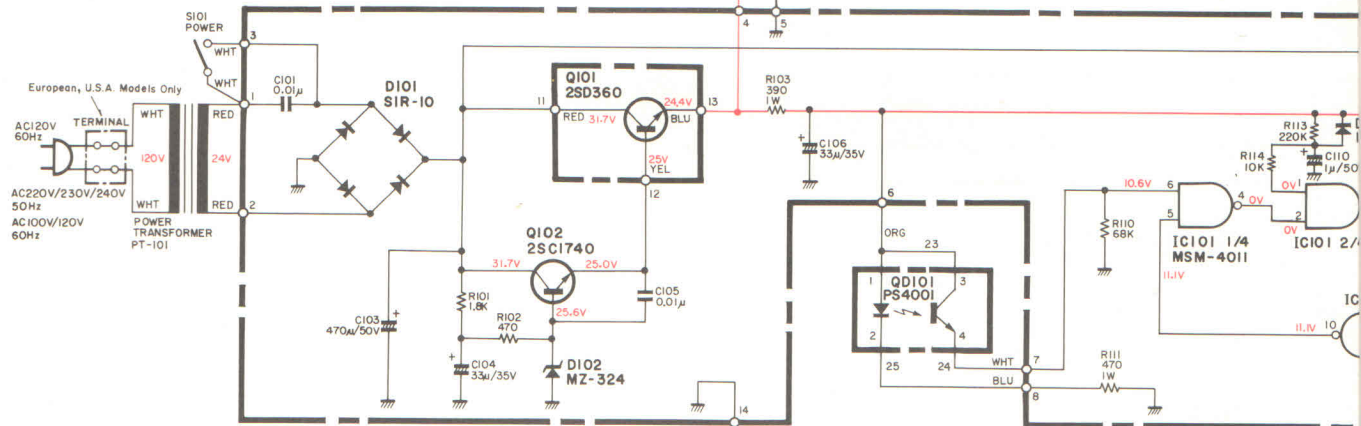 S101
POWER
WHT
WHT
3
1
2
4
5
European, U.S.A. Models Only
TERMINAL
AC120V
60Hz
AC220V/230V/240V
50Hz
AC100V/120V
60Hz
WHT
RED
120V
24V
WHT
RED
POWER
TRANSFORMER
PT-101
C101
0.01μ
D101
SIR-10
Q101
2SD360
11
RED
31.7V
24.4V
BLU
13
25V
YEL
12
R103
390
1W
C106
33μ/35V
Q102
2SC1740
31.7V
25.0V
25.6V
R101
1.8K
R102
470
C105
0.01μ
C103
470μ/50V
C104
33μ/35V
D102
MZ-324
14
6
ORG
23
1
3
QD101
PS4001
2
4
25
24
WHT
7
BLU
8
R111
470
1W
10.6V
R110
68K
6
5
4
0V
IC101 1/4
MSM-4011
11.1V
R113
220K
R114
10K
C110
1μ/50
0V
1
2
0V
IC101 2/
11.1V
10
IC